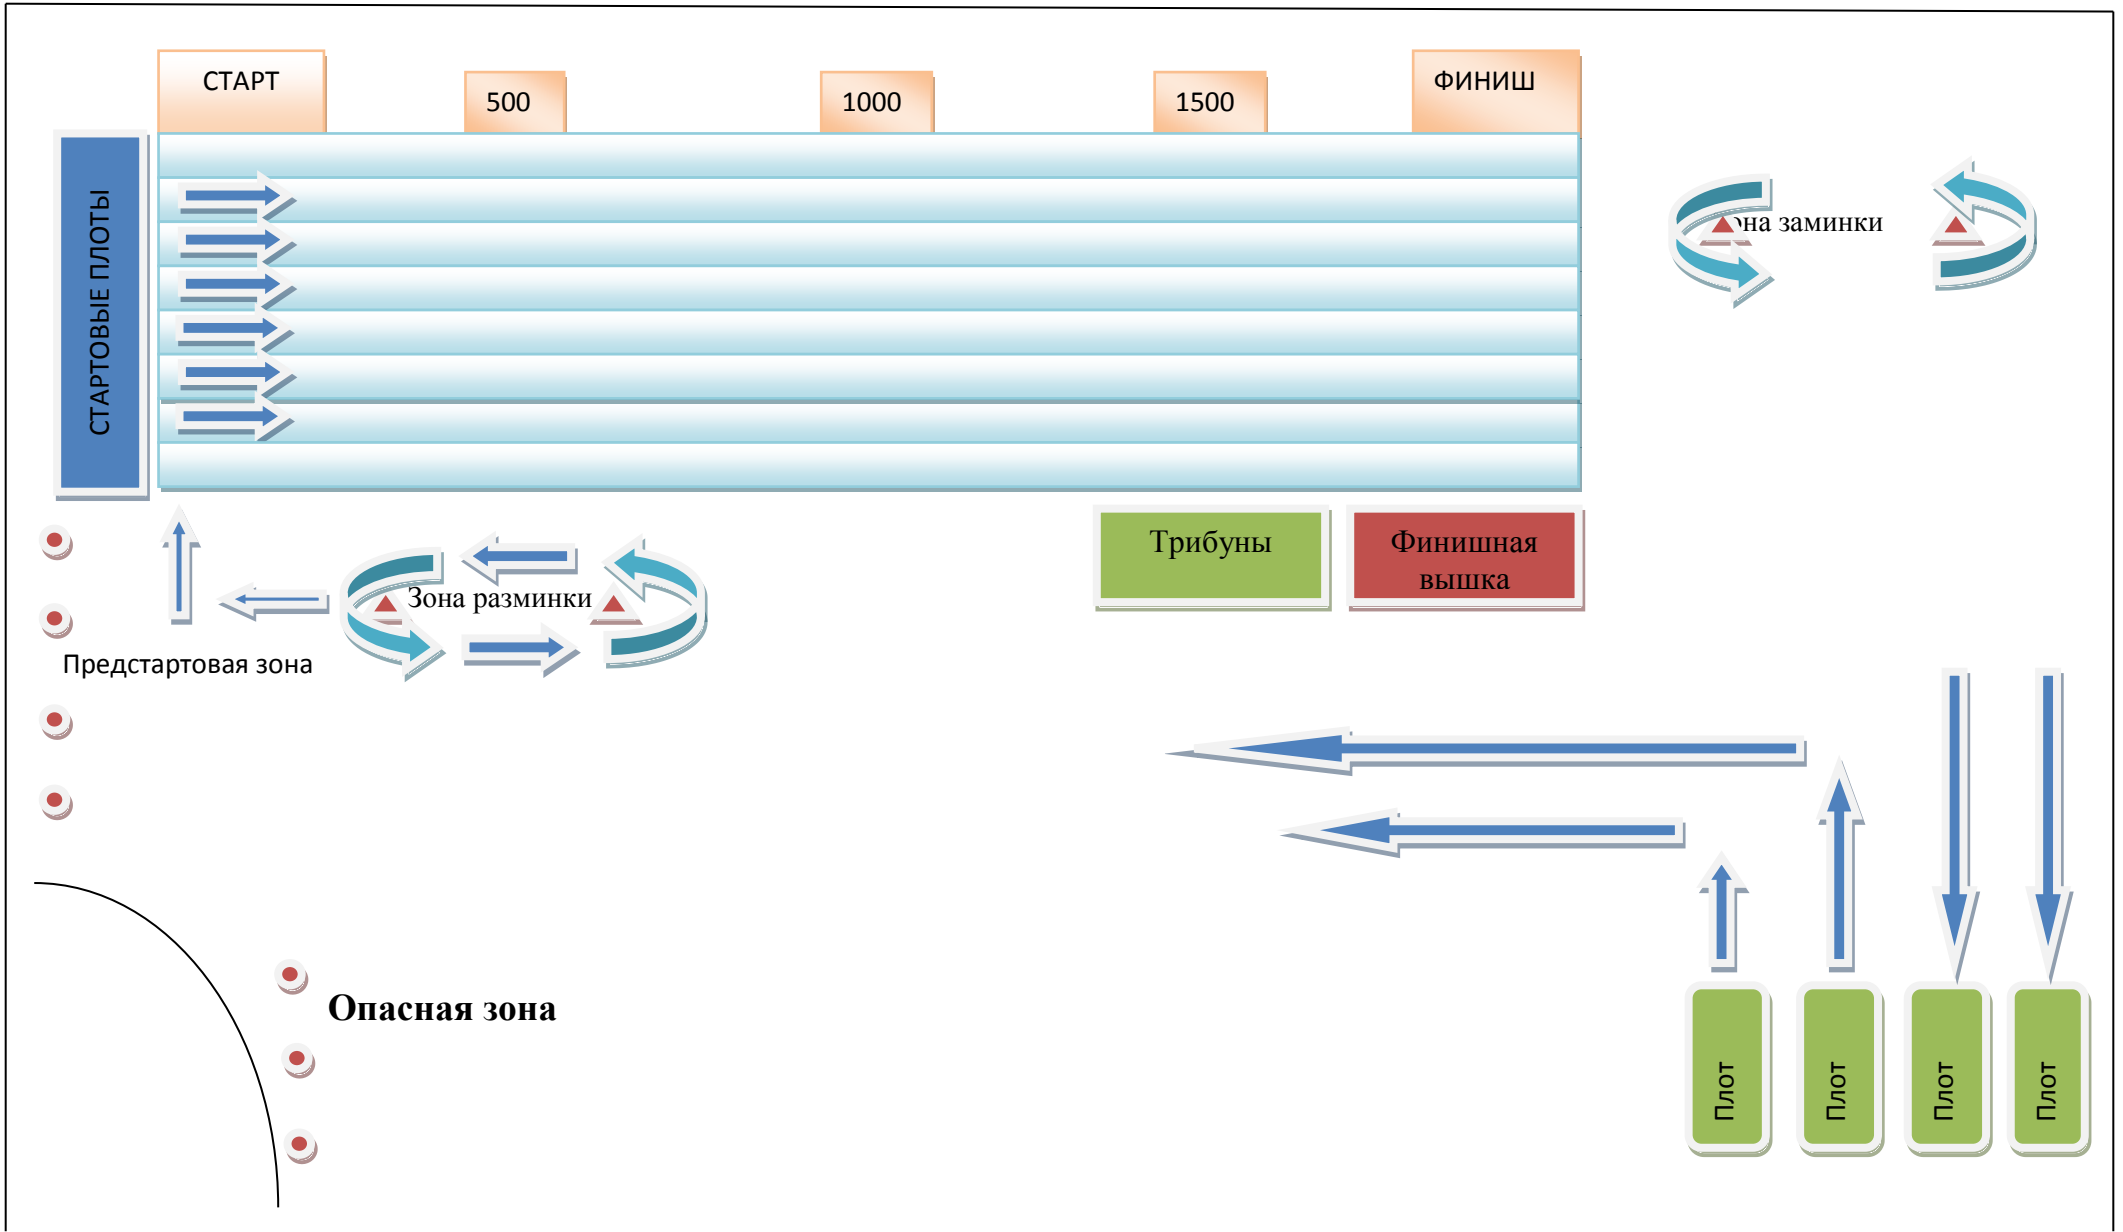 СТАРТ
500
1000
1500
ФИНИШ
СТАРТОВЫЕ ПЛОТЫ
она заминки
Трибуны
Финишная
вышка
Зона разминки
Предстартовая зона
Опасная зона
Плот
Плот
Плот
Плот